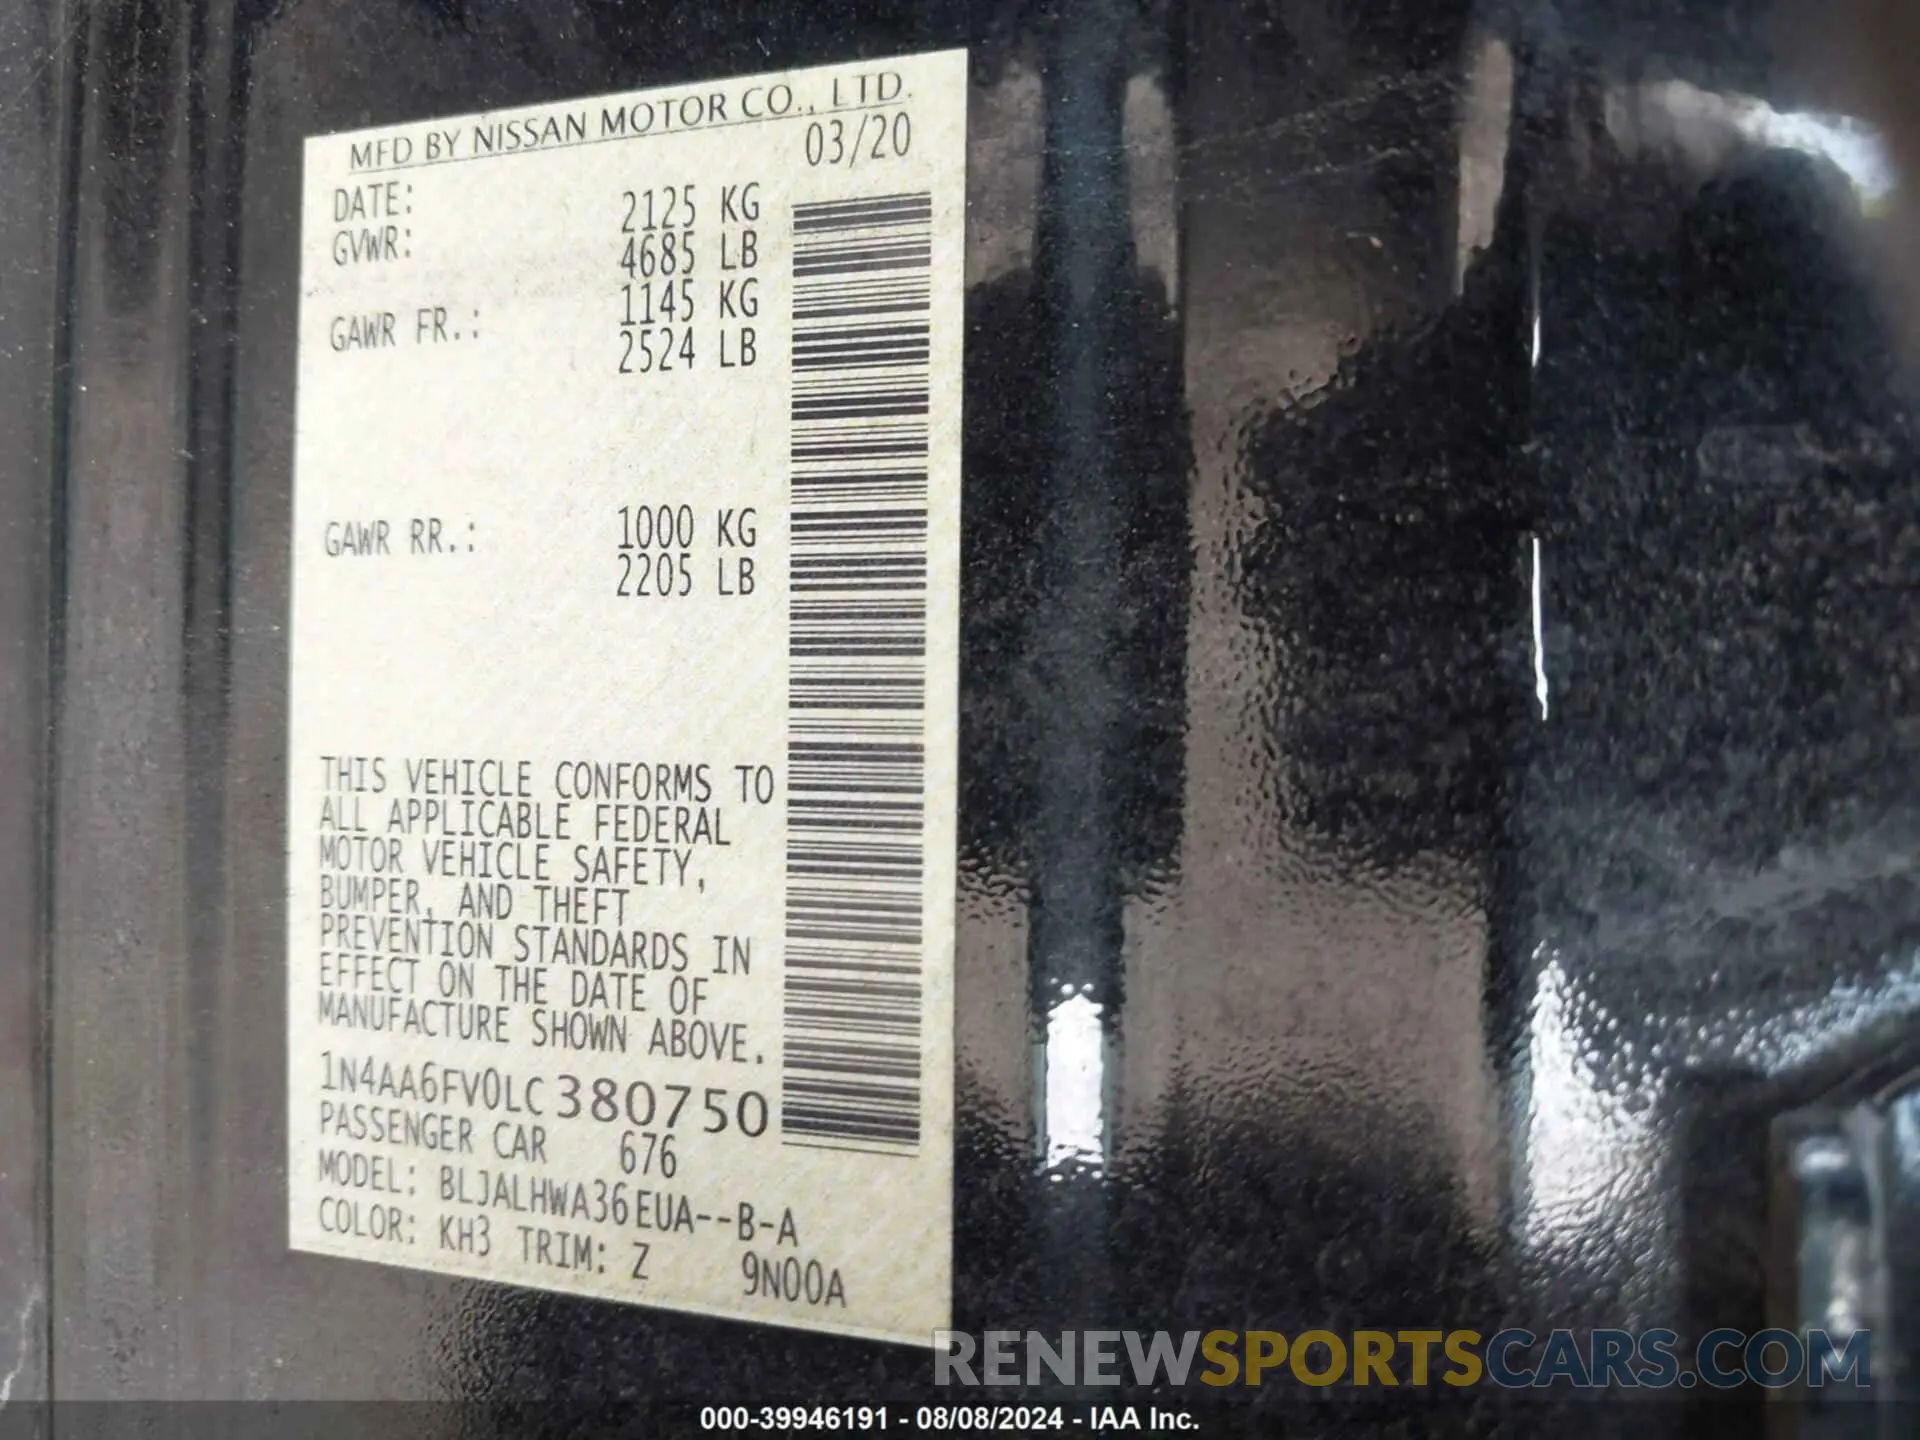 MFD BY NISSAN MOTOR CO., LTD.
DATE: 03/20
GVWR: 2125 KG
4685 LB
GAWR FR.: 1145 KG
2524 LB
GAWR RR.: 1000 KG
2205 LB
THIS VEHICLE CONFORMS TO
ALL APPLICABLE FEDERAL
MOTOR VEHICLE SAFETY,
BUMPER, AND THEFT
PREVENTION STANDARDS IN
EFFECT ON THE DATE OF
MANUFACTURE SHOWN ABOVE.
1N4AA6FV0LC380750
PASSENGER CAR 676
MODEL: BLJALHWA36EUA--B-A
COLOR: KH3 TRIM: Z 9N00A
RENEWSPORTSCARS.COM
000-39946191 - 08/08/2024 - IAA Inc.